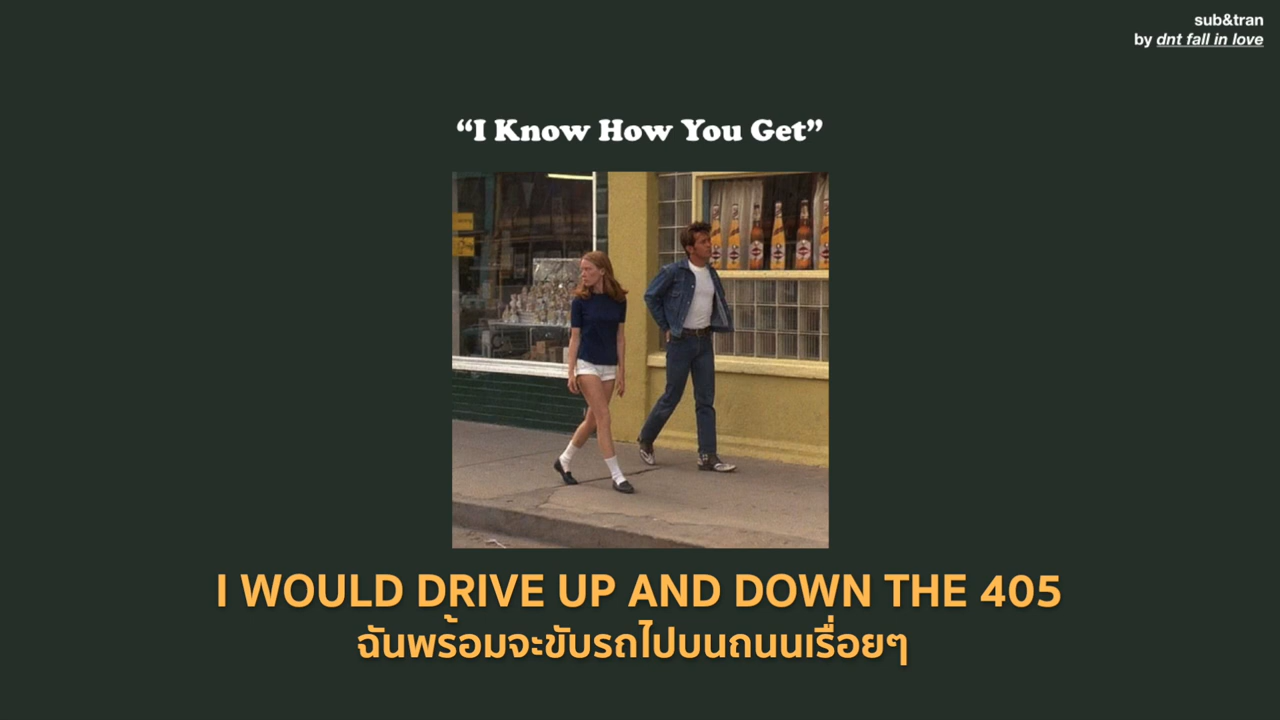 sub&tran
by dnt fall in love
“I Know How You Get”
I WOULD DRIVE UP AND DOWN THE 405
ฉันพร้อมจะขับรถไปบนถนนเรื่อยๆ